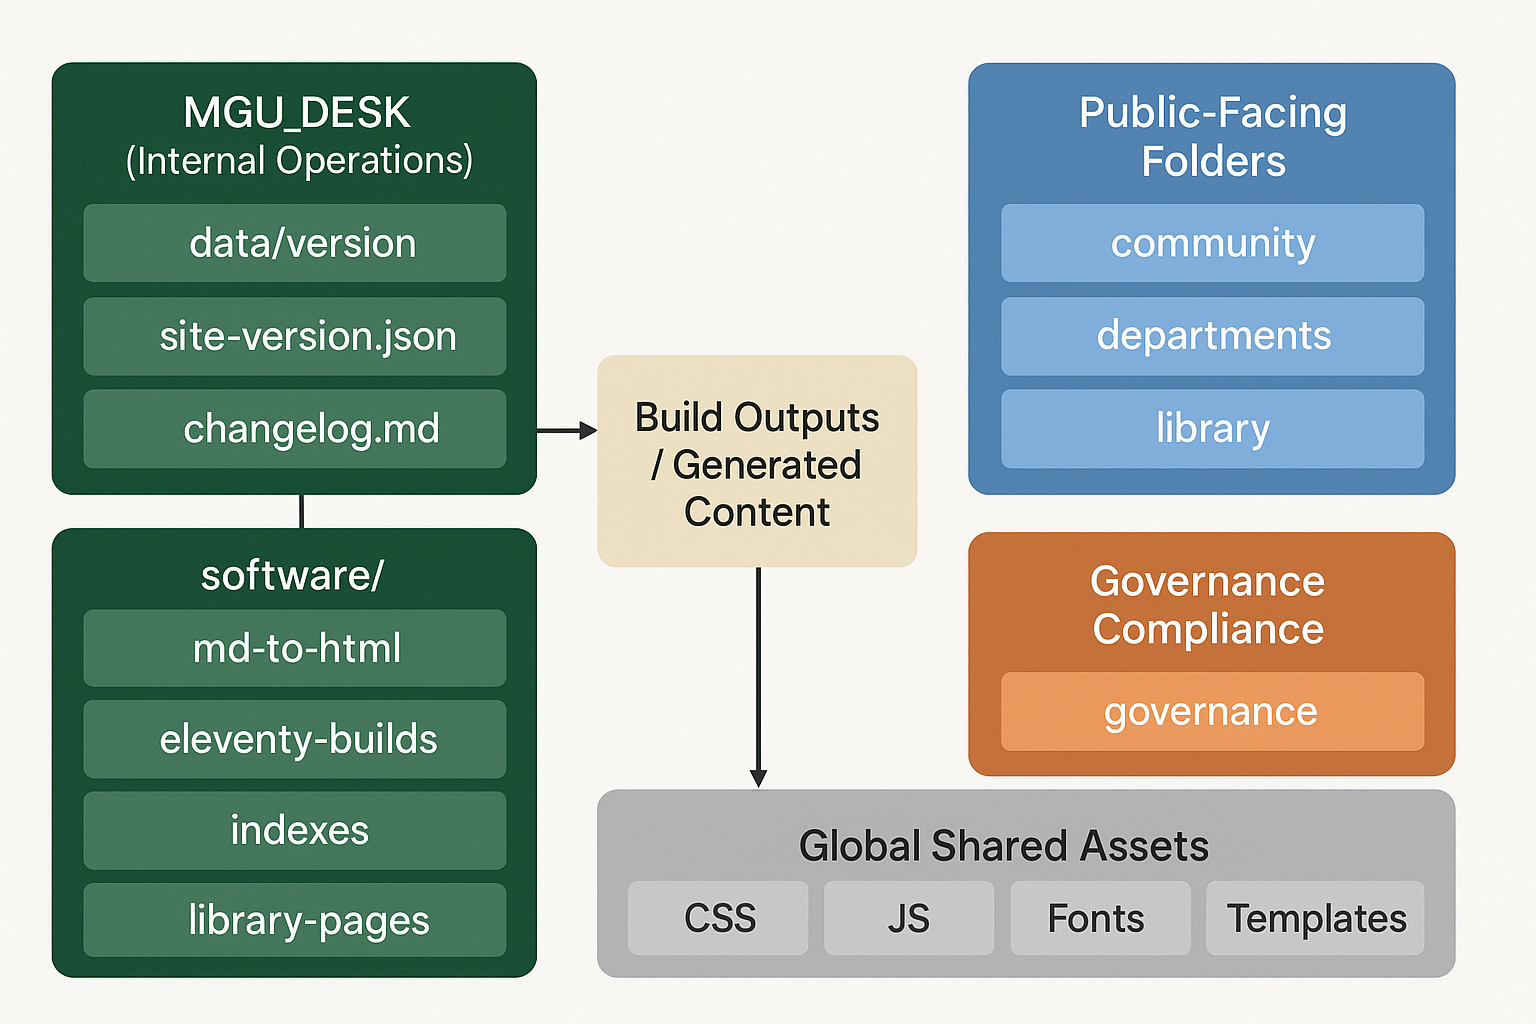 MGU_DESK
(Internal Operations)
data/version
site-version.json
changelog.md
software/
md-to-html
eleventy-builds
indexes
library-pages
Build Outputs
/ Generated
Content
Public-Facing
Folders
community
departments
library
Governance
Compliance
governance
Global Shared Assets
CSS
JS
Fonts
Templates